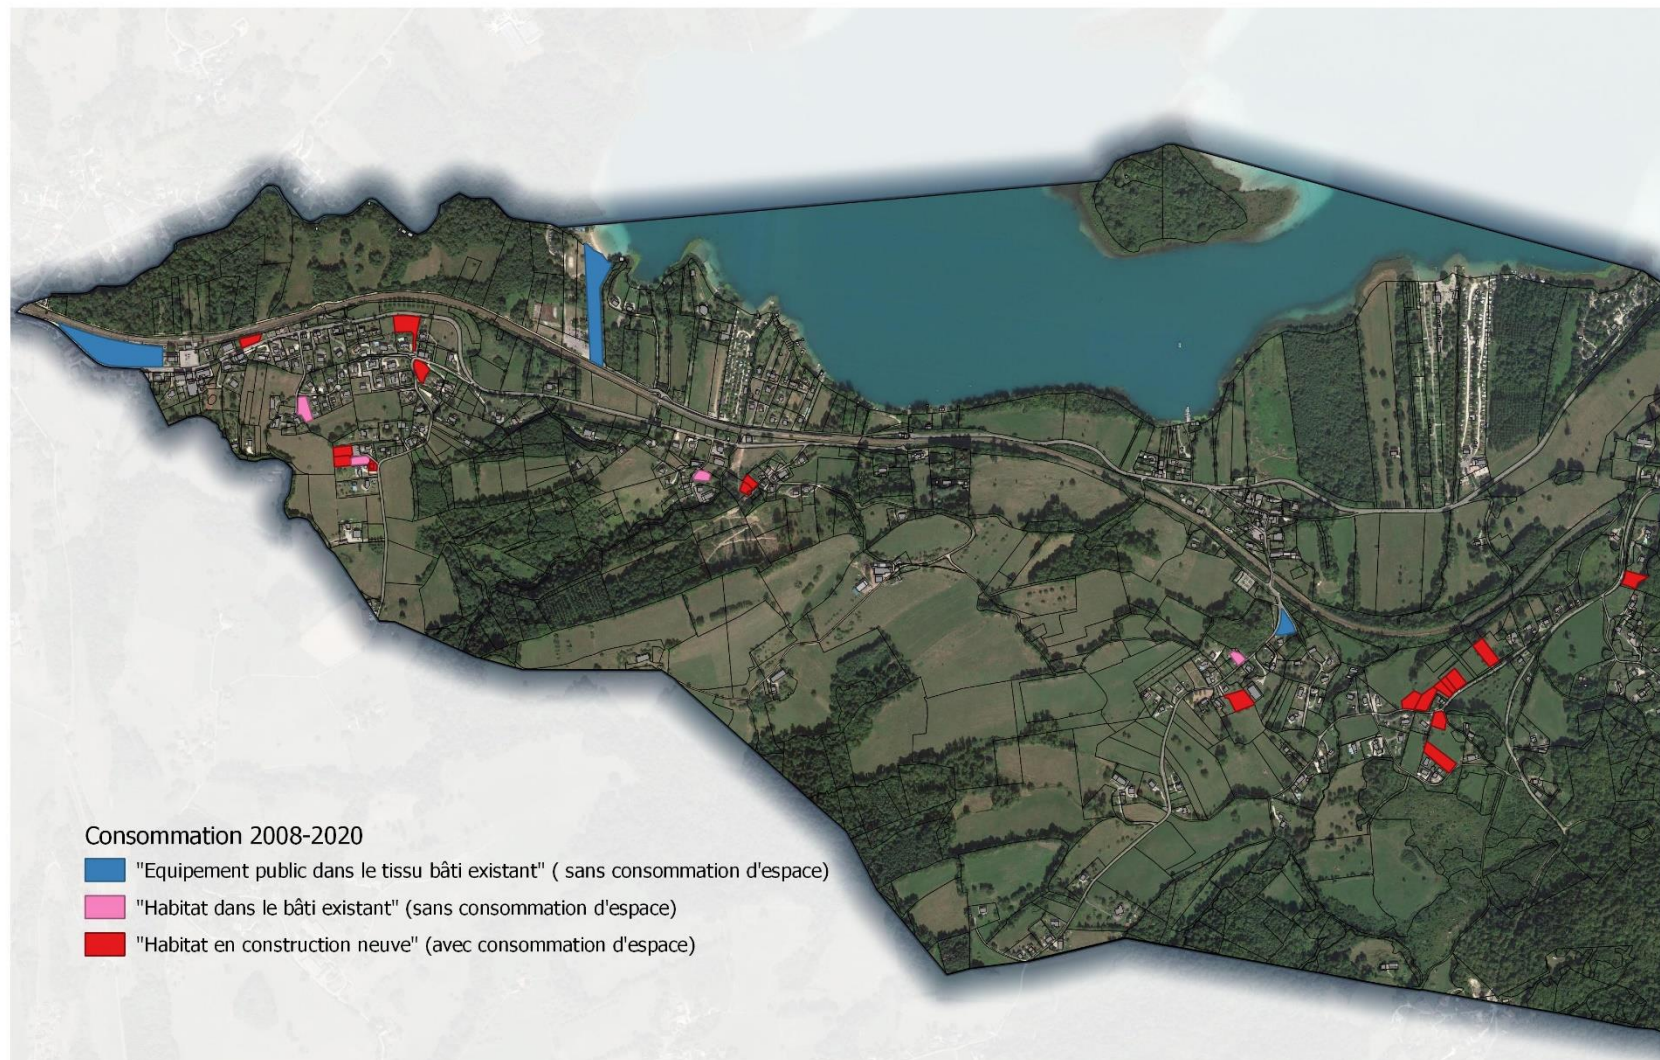 Consommation 2008-2020
"Equipement public dans le tissu bâti existant" ( sans consommation d'espace)
"Habitat dans le bâti existant" (sans consommation d'espace)
"Habitat en construction neuve" (avec consommation d'espace)